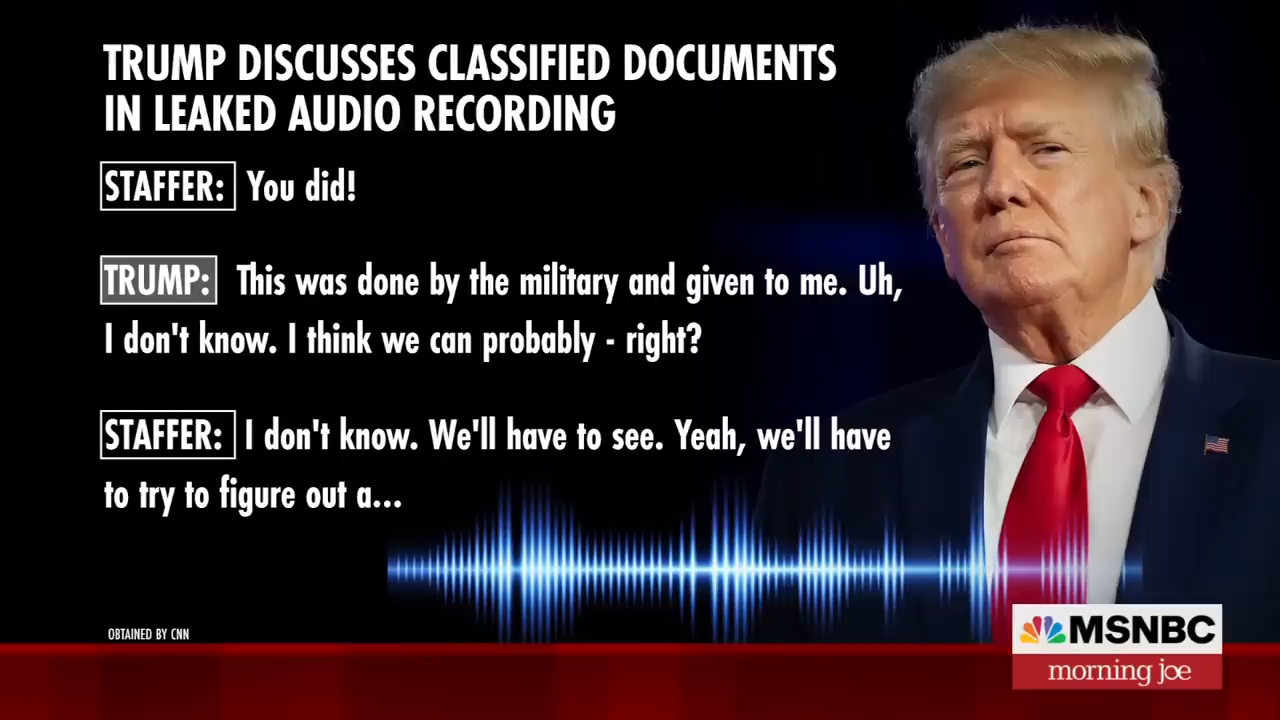 TRUMP DISCUSSES CLASSIFIED DOCUMENTS
IN LEAKED AUDIO RECORDING
STAFFER: You did!
TRUMP: This was done by the military and given to me. Uh,
I don't know. I think we can probably - right?
STAFFER: I don't know. We'll have to see. Yeah, we'll have
to try to figure out a...
OBTAINED BY CNN
MSNBC
morning joe